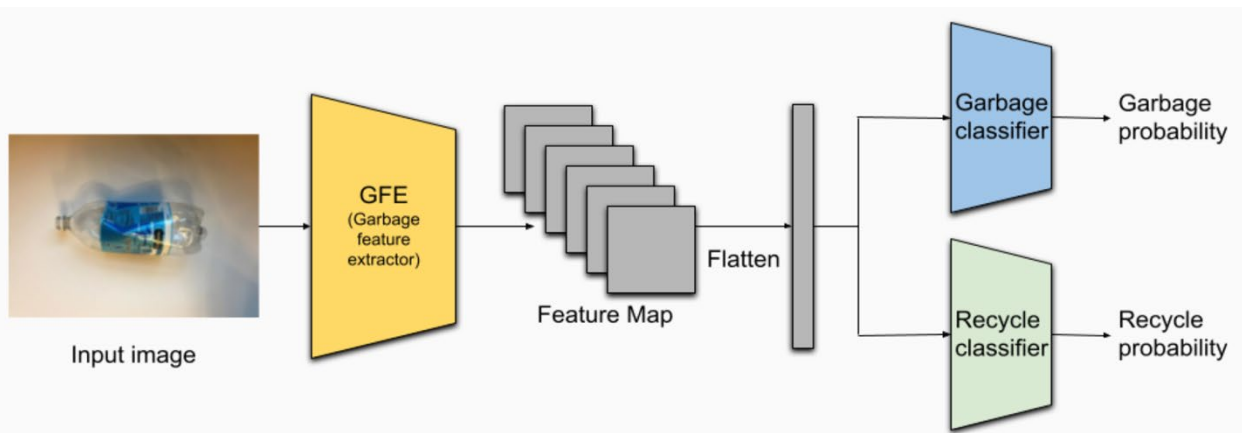 GFE
(Garbage
feature
extractor)
Input image
Feature Map
Flatten
Garbage
classifier
Garbage
probability
Recycle
classifier
Recycle
probability